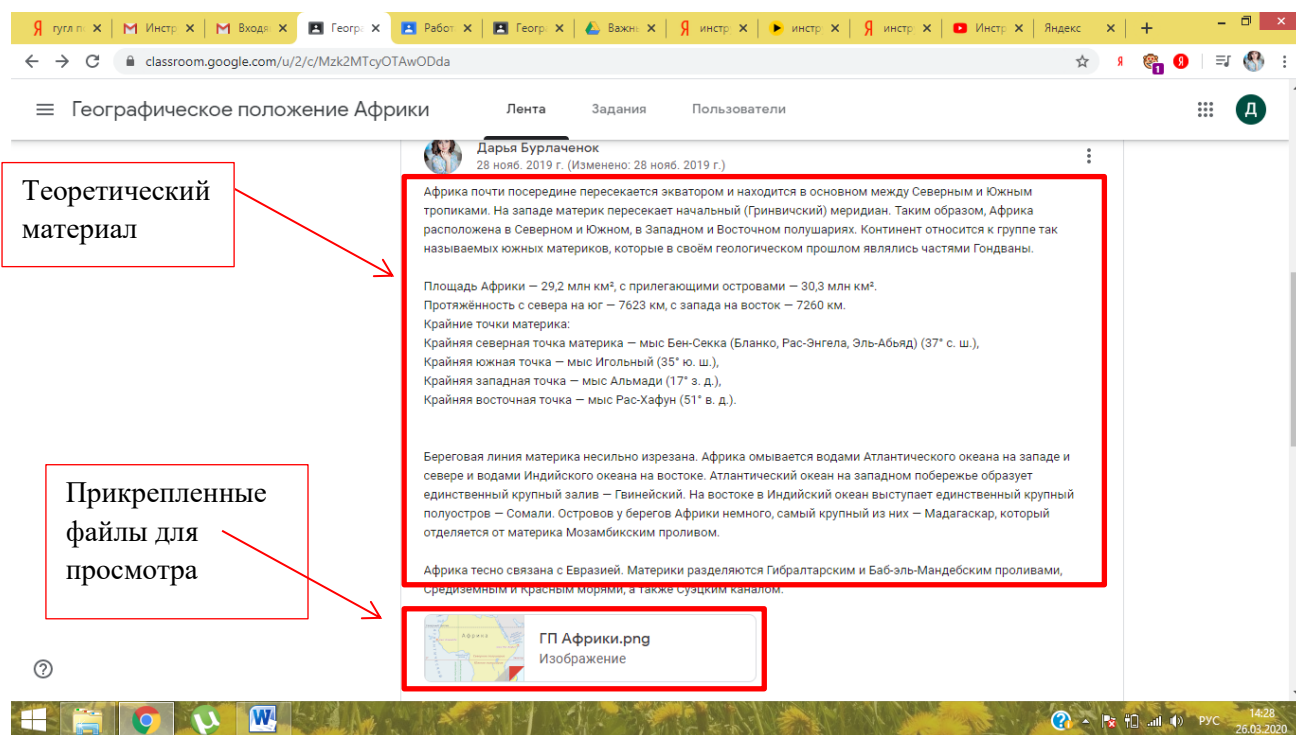 гугл п
Инстр
Входя
Геогр
Работ
Геогр
Важн
инстр
инстр
инстр
Инстр
Яндекс
classroom.google.com/u/2/c/Mzk2MTcyOTAwODda
Географическое положение Африки
Лента
Задания
Пользователи
Д
Дарья Бурлаченок
28 нояб. 2019 г. (Изменено: 28 нояб. 2019 г.)
Теоретический
материал
Африка почти посередине пересекается экватором и находится в основном между Северным и Южным
тропиками. На западе материк пересекает начальный (Гринвичский) меридиан. Таким образом, Африка
расположена в Северном и Южном, в Западном и Восточном полушариях. Континент относится к группе так
называемых южных материков, которые в своём геологическом прошлом являлись частями Гондваны.
Площадь Африки — 29,2 млн км², с прилегающими островами — 30,3 млн км².
Протяжённость с севера на юг — 7623 км, с запада на восток — 7260 км.
Крайние точки материка:
Крайняя северная точка материка — мыс Бен-Секка (Бланко, Рас-Энгела, Эль-Абьяд) (37° с. ш.),
Крайняя южная точка — мыс Игольный (35° ю. ш.),
Крайняя западная точка — мыс Альмади (17° з. д.),
Крайняя восточная точка — мыс Рас-Хафун (51° в. д.).
Береговая линия материка несильно изрезана. Африка омывается водами Атлантического океана на западе и
севере и водами Индийского океана на востоке. Атлантический океан на западном побережье образует
единственный крупный залив — Гвинейский. На востоке в Индийский океан выступает единственный крупный
полуостров — Сомали. Островов у берегов Африки немного, самый крупный из них — Мадагаскар, который
отделяется от материка Мозамбикским проливом.
Африка тесно связана с Евразией. Материки разделяются Гибралтарским и Баб-эль-Мандебским проливами,
Средиземным и Красным морями, а также Суэцким каналом.
Прикрепленные
файлы для
просмотра
Африка
ГП Африки.png
Изображение
РУС
14:28
26.03.2020